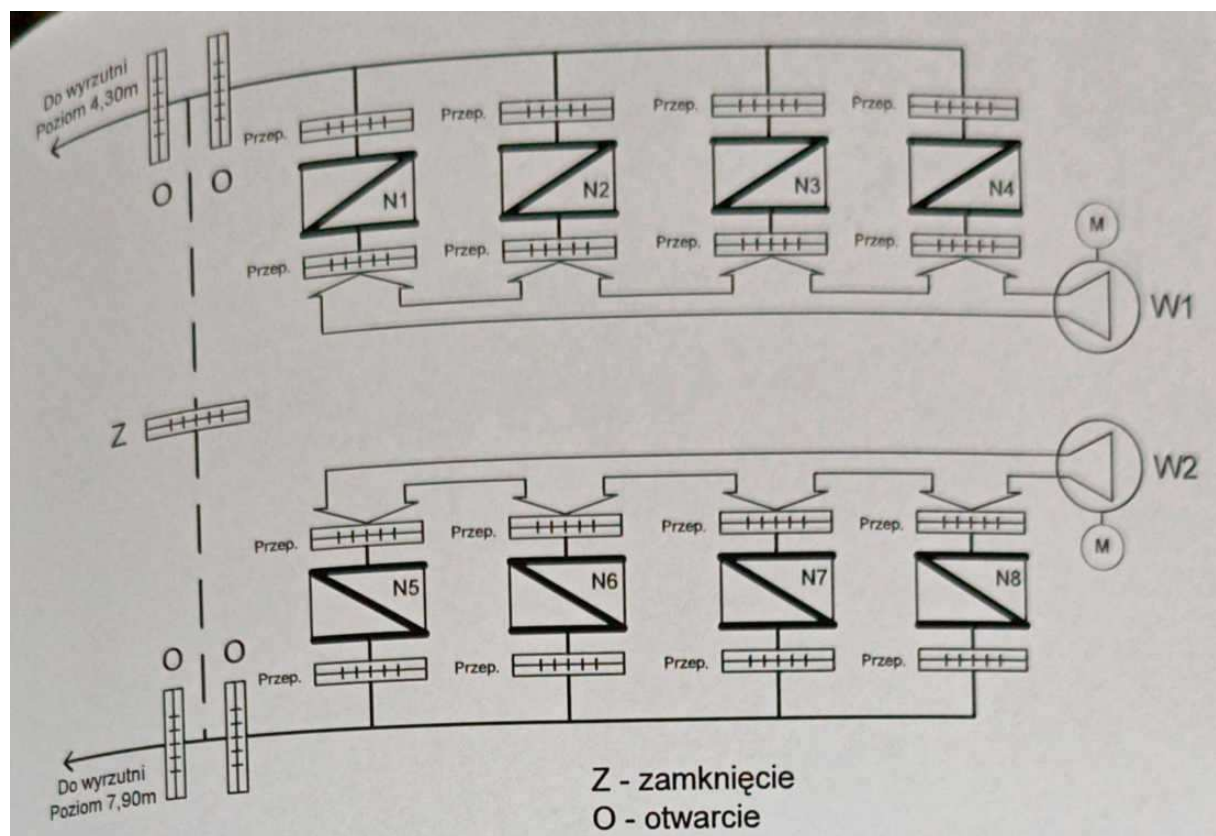 Do wyrzutni
Poziom 4,30m
O
O
Przep.
Przep.
Przep.
Przep.
N1
N2
N3
N4
Przep.
Przep.
Przep.
Przep.
M
W1
Z
W2
M
Przep.
Przep.
Przep.
Przep.
N5
N6
N7
N8
O
O
Przep.
Przep.
Przep.
Przep.
Do wyrzutni
Poziom 7,90m
Z - zamknięcie
O - otwarcie